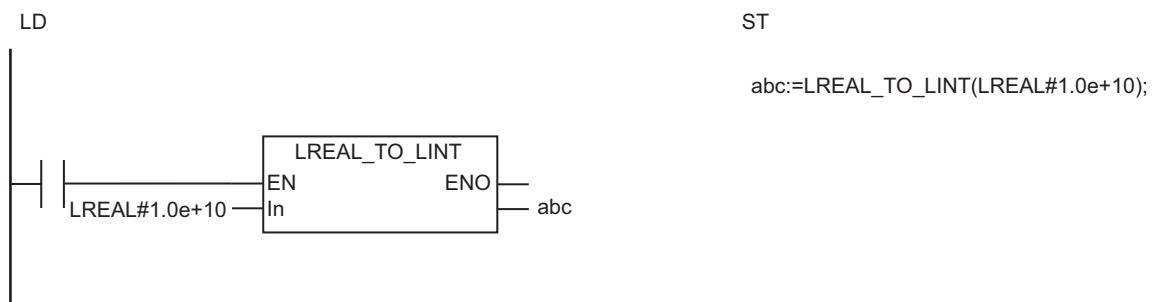 LD
ST
abc:=LREAL_TO_LINT(LREAL#1.0e+10);
LREAL_TO_LINT
EN ENO
LREAL#1.0e+10 In abc